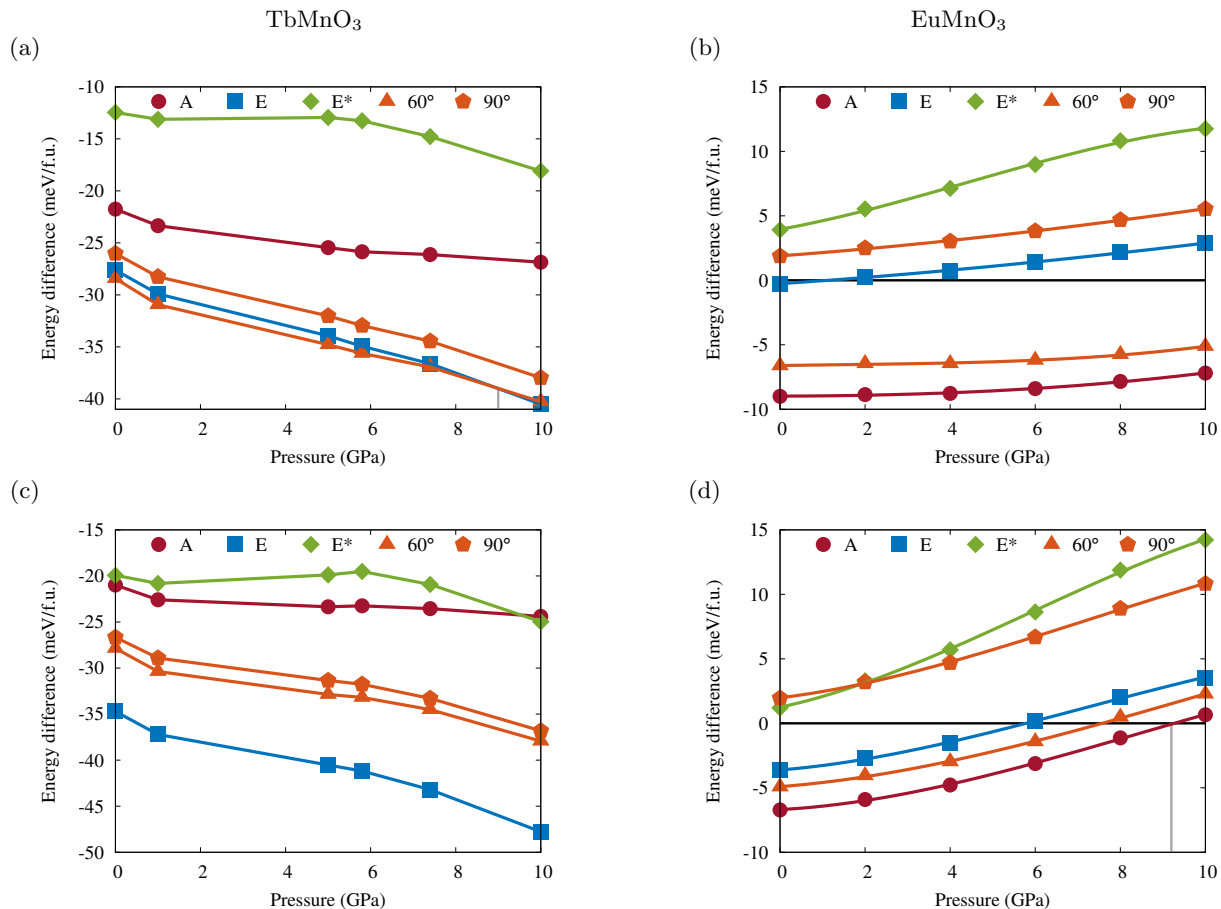 TbMnO₃
EuMnO₃
(a)
(b)
A E E* 60° 90°
-10
-15
-20
-25
-30
-35
-40
0 2 4 6 8 10
Energy difference (meV/f.u.)
Pressure (GPa)
A E E* 60° 90°
15
10
5
0
-5
-10
0 2 4 6 8 10
Energy difference (meV/f.u.)
Pressure (GPa)
(c)
(d)
A E E* 60° 90°
-15
-20
-25
-30
-35
-40
-45
-50
0 2 4 6 8 10
Energy difference (meV/f.u.)
Pressure (GPa)
A E E* 60° 90°
15
10
5
0
-5
-10
0 2 4 6 8 10
Energy difference (meV/f.u.)
Pressure (GPa)